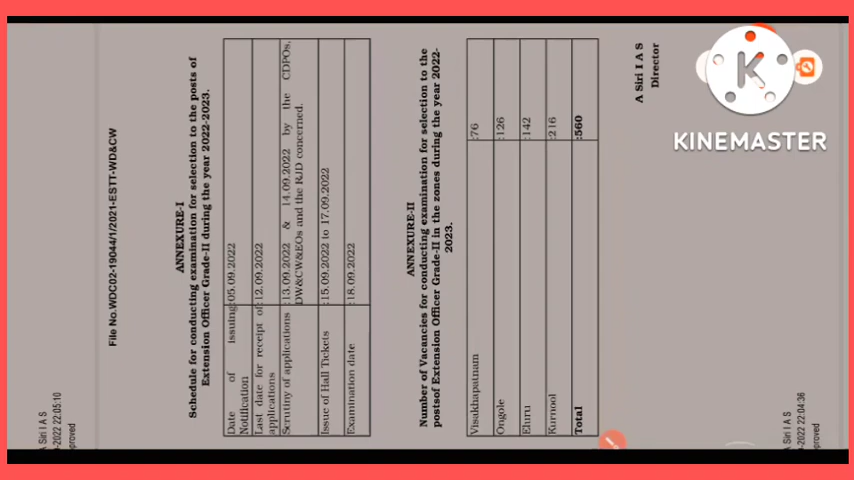 File No.WDC02-19044/1/2021-ESTT-WD&CW
ANNEXURE-I
Schedule for conducting examination for selection to the posts of
Extension Officer Grade-II during the year 2022-2023.
Date of issuing :05.09.2022
Notification
Last date for receipt of :12.09.2022
applications
Scrutiny of applications :13.09.2022 & 14.09.2022 by the CDPOs,
DW&CW&EOs and the RJD concerned.
Issue of Hall Tickets :15.09.2022 to 17.09.2022
Examination date :18.09.2022
ANNEXURE-II
Number of Vacancies for conducting examination for selection to the
postsof Extension Officer Grade-II in the zones during the year 2022-
2023.
Visakhapatnam :76
Ongole :126
Eluru :142
Kurnool :216
Total :560
A Siri I A S
Director
A Siri I A S
-2022 22:05:10
proved
Siri I A S
-2022 22:04:36
proved
KINEMASTER